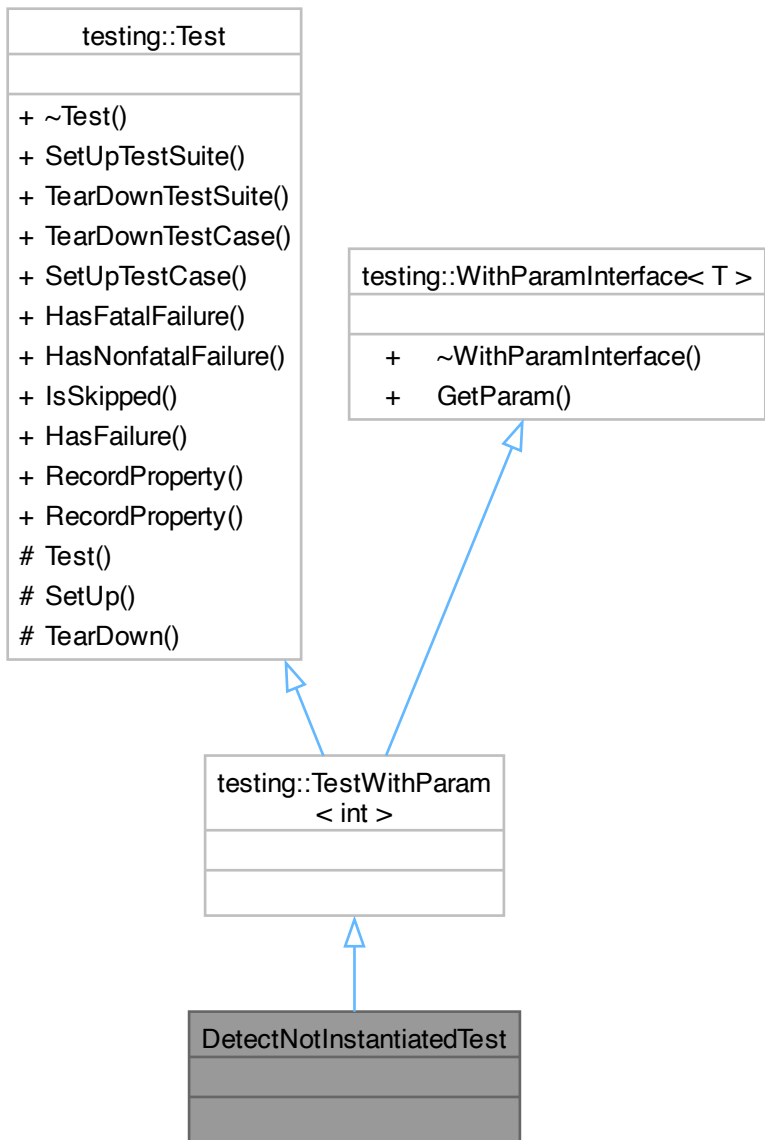 testing::Test
+ ~Test()
+ SetUpTestSuite()
+ TearDownTestSuite()
+ TearDownTestCase()
+ SetUpTestCase()
+ HasFatalFailure()
+ HasNonfatalFailure()
+ IsSkipped()
+ HasFailure()
+ RecordProperty()
+ RecordProperty()
# Test()
# SetUp()
# TearDown()
testing::WithParamInterface< T >
+ ~WithParamInterface()
+ GetParam()
testing::TestWithParam
< int >
DetectNotInstantiatedTest